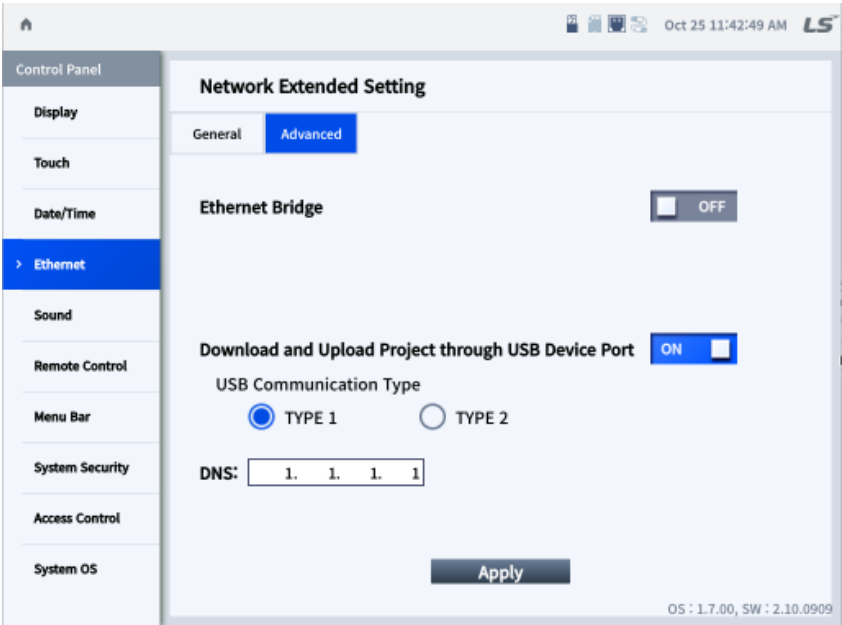 Oct 25 11:42:49 AM LS
Control Panel
Display
Touch
Date/Time
> Ethernet
Sound
Remote Control
Menu Bar
System Security
Access Control
System OS
Network Extended Setting
General Advanced
Ethernet Bridge OFF
Download and Upload Project through USB Device Port ON
USB Communication Type
TYPE 1 TYPE 2
DNS: 1. 1. 1. 1
Apply
OS : 1.7.00, SW : 2.10.0909